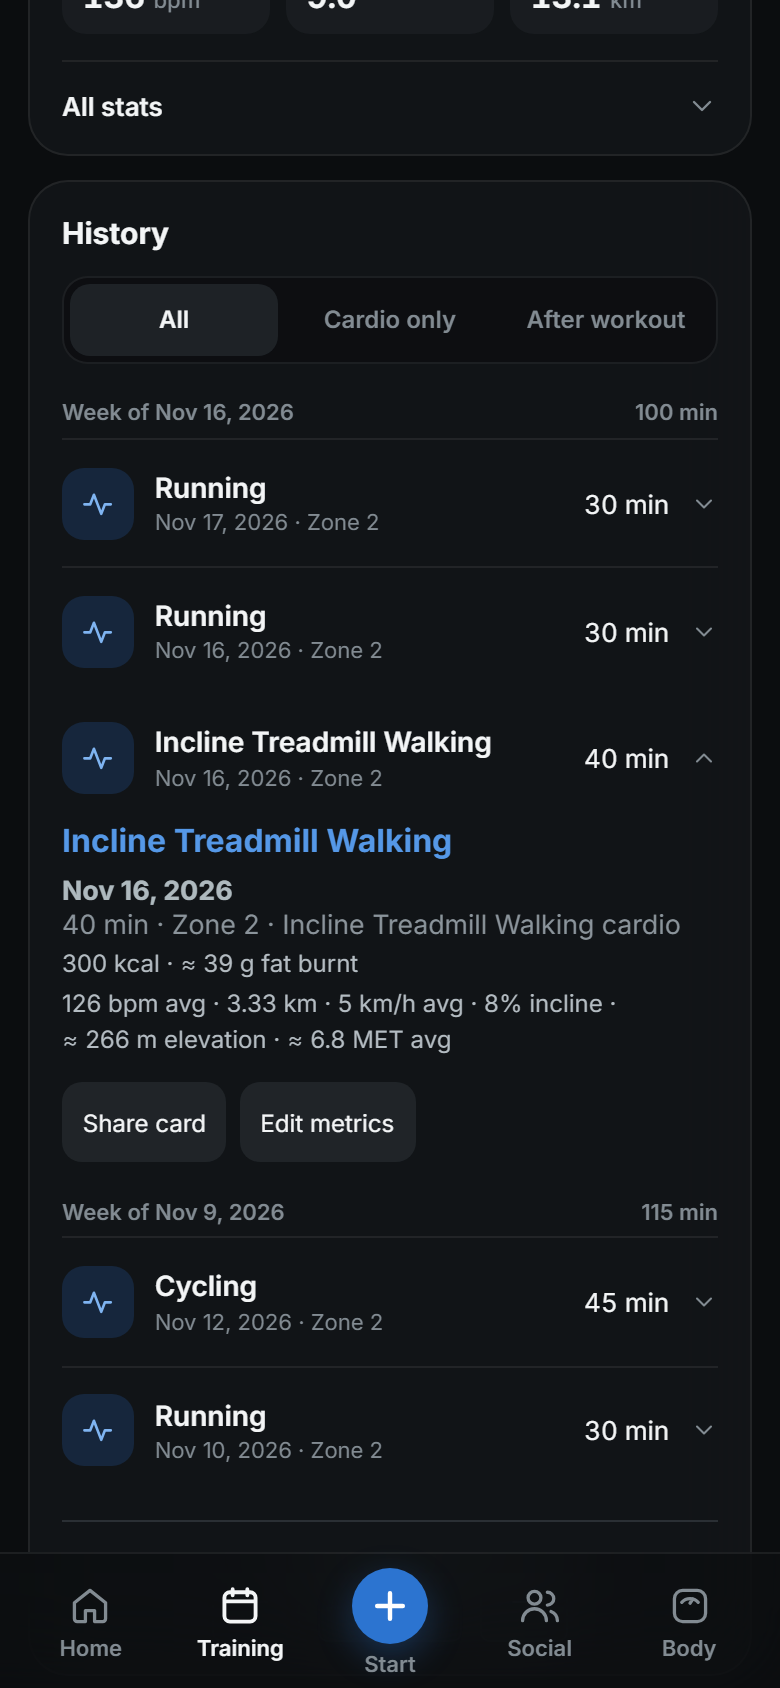 bpm
km
All stats
History
All
Cardio only
After workout
Week of Nov 16, 2026
100 min
Running
Nov 17, 2026 · Zone 2
30 min
Running
Nov 16, 2026 · Zone 2
30 min
Incline Treadmill Walking
Nov 16, 2026 · Zone 2
40 min
Incline Treadmill Walking
Nov 16, 2026
40 min · Zone 2 · Incline Treadmill Walking cardio
300 kcal · ≈ 39 g fat burnt
126 bpm avg · 3.33 km · 5 km/h avg · 8% incline ·
≈ 266 m elevation · ≈ 6.8 MET avg
Share card
Edit metrics
Week of Nov 9, 2026
115 min
Cycling
Nov 12, 2026 · Zone 2
45 min
Running
Nov 10, 2026 · Zone 2
30 min
Home
Training
Start
Social
Body